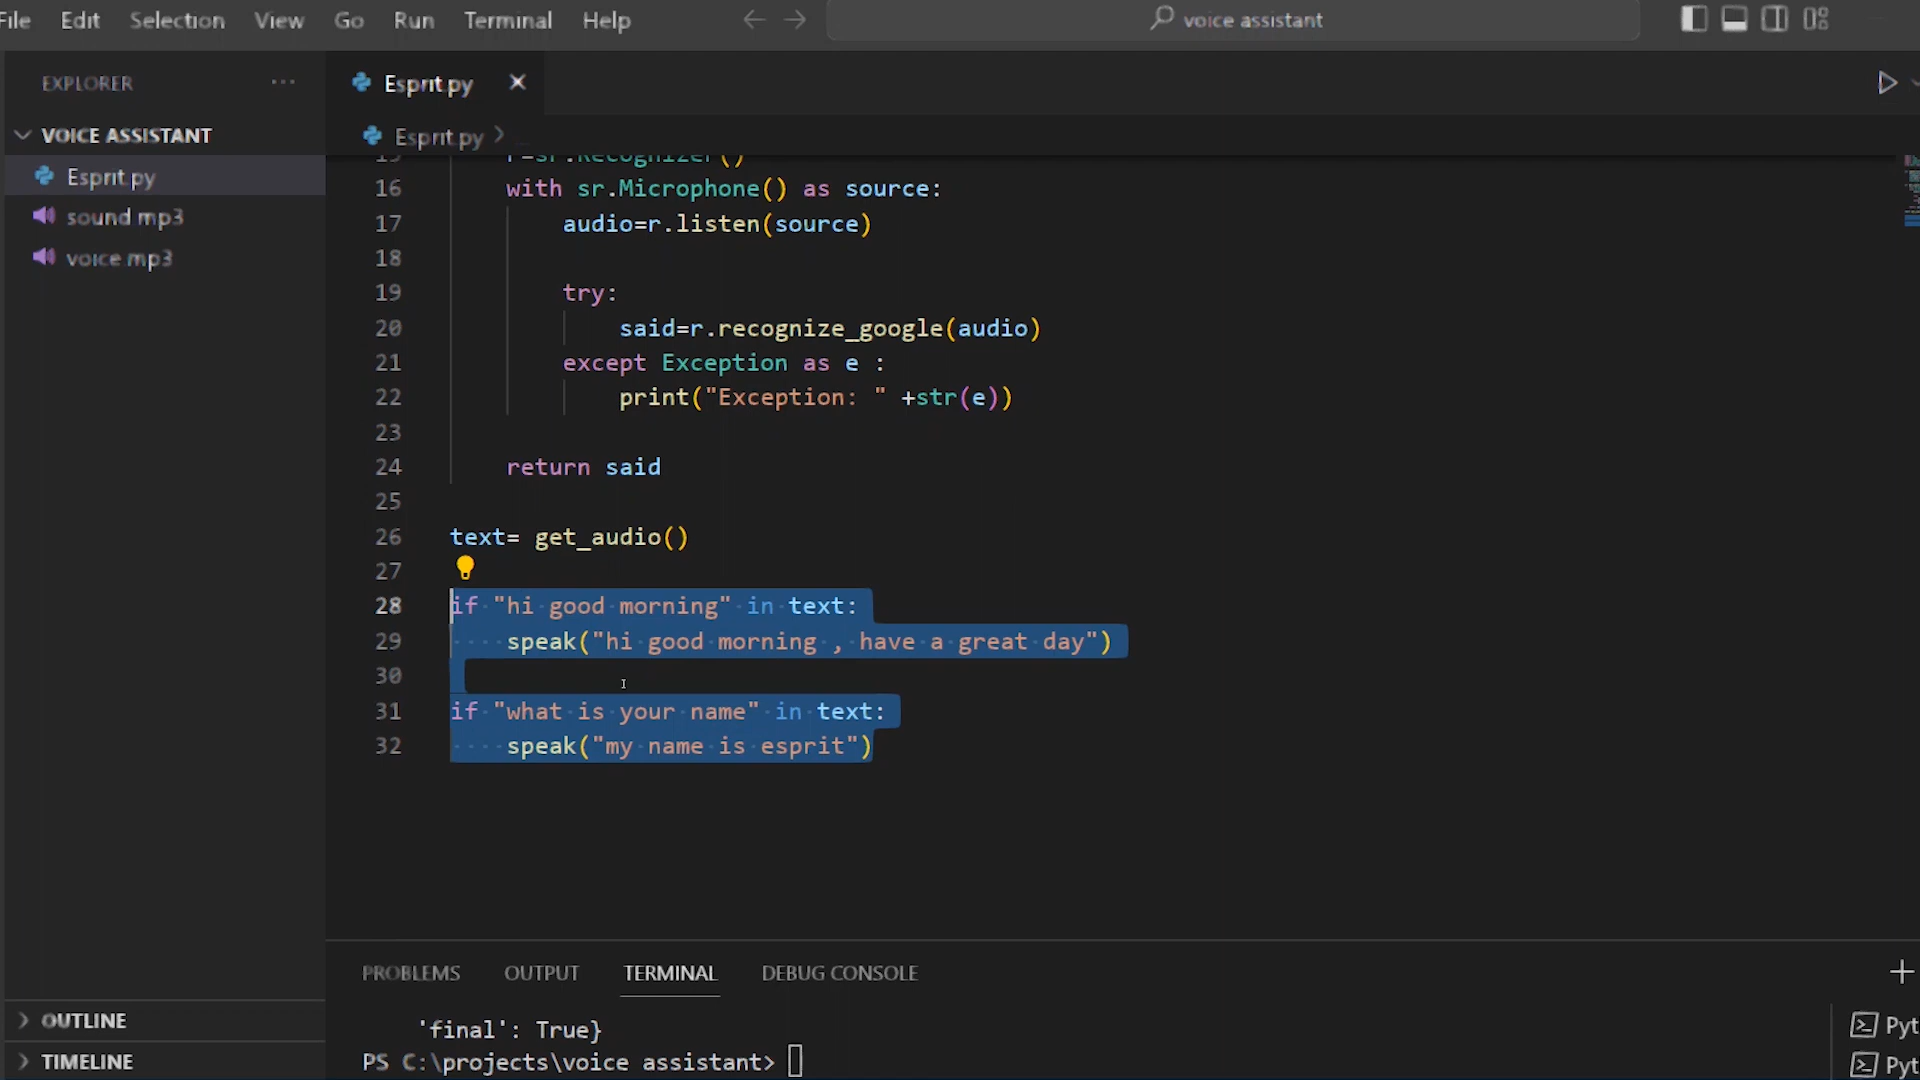 File Edit Selection View Go Run Terminal Help voice assistant
EXPLORER
Esprit.py
VOICE ASSISTANT
Esprit.py >
Esprit.py
sound.mp3
voice.mp3
15 r=sr.Recognizer()
16 with sr.Microphone() as source:
17 audio=r.listen(source)
18
19 try:
20 said=r.recognize_google(audio)
21 except Exception as e :
22 print("Exception: " +str(e))
23
24 return said
25
26 text= get_audio()
27
28 if "hi good morning" in text:
29 speak("hi good morning , have a great day")
30
31 if "what is your name" in text:
32 speak("my name is esprit")
PROBLEMS OUTPUT TERMINAL DEBUG CONSOLE
OUTLINE
TIMELINE
'final': True}
PS C:\projects\voice assistant>
Pyt
Pyt